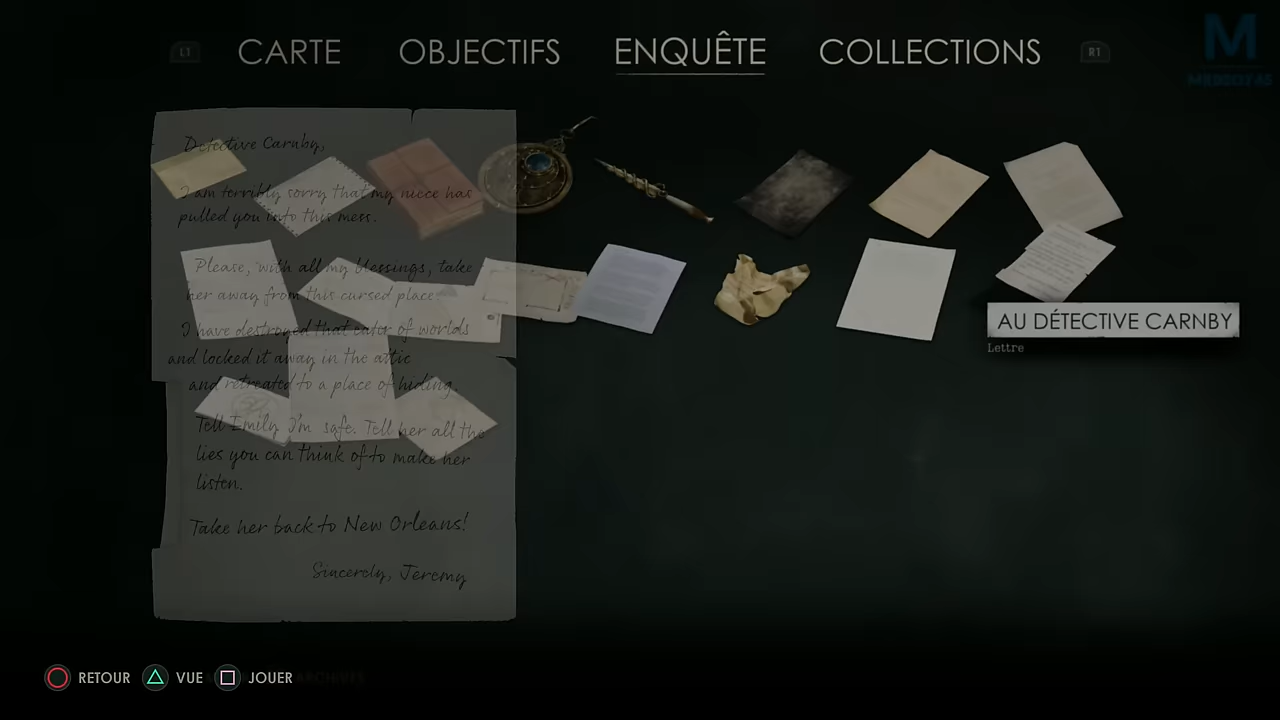 L1
CARTE
OBJECTIFS
ENQUÊTE
COLLECTIONS
R1
M
Detective Carnby,
I am terribly sorry that my niece has
pulled you into this mess.
Please, with all my blessings, take
her away from this cursed place.
I have destroyed that eater of worlds
and locked it away in the attic
and retreated to a place of hiding.
Tell Emily I'm safe. Tell her all the
lies you can think of to make her
listen.
Take her back to New Orleans!
Sincerely, Jeremy
AU DÉTECTIVE CARNBY
Lettre
RETOUR
VUE
JOUER